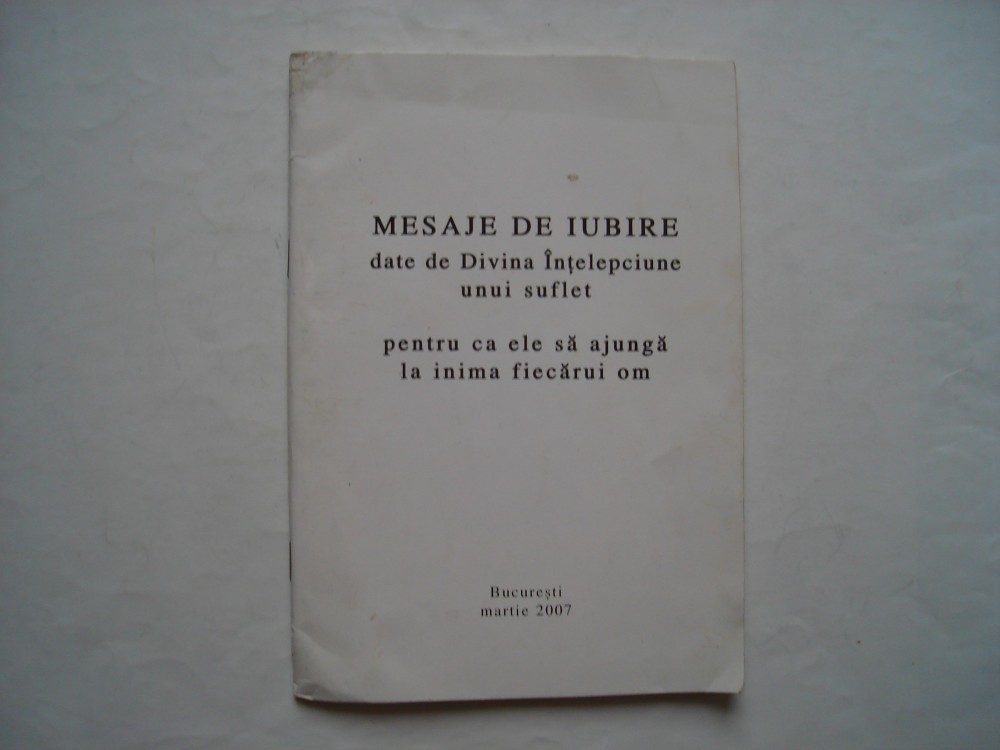 MESAJE DE IUBIRE
date de Divina Înțelepciune
unui suflet
pentru ca ele să ajungă
la inima fiecărui om
București
martie 2007